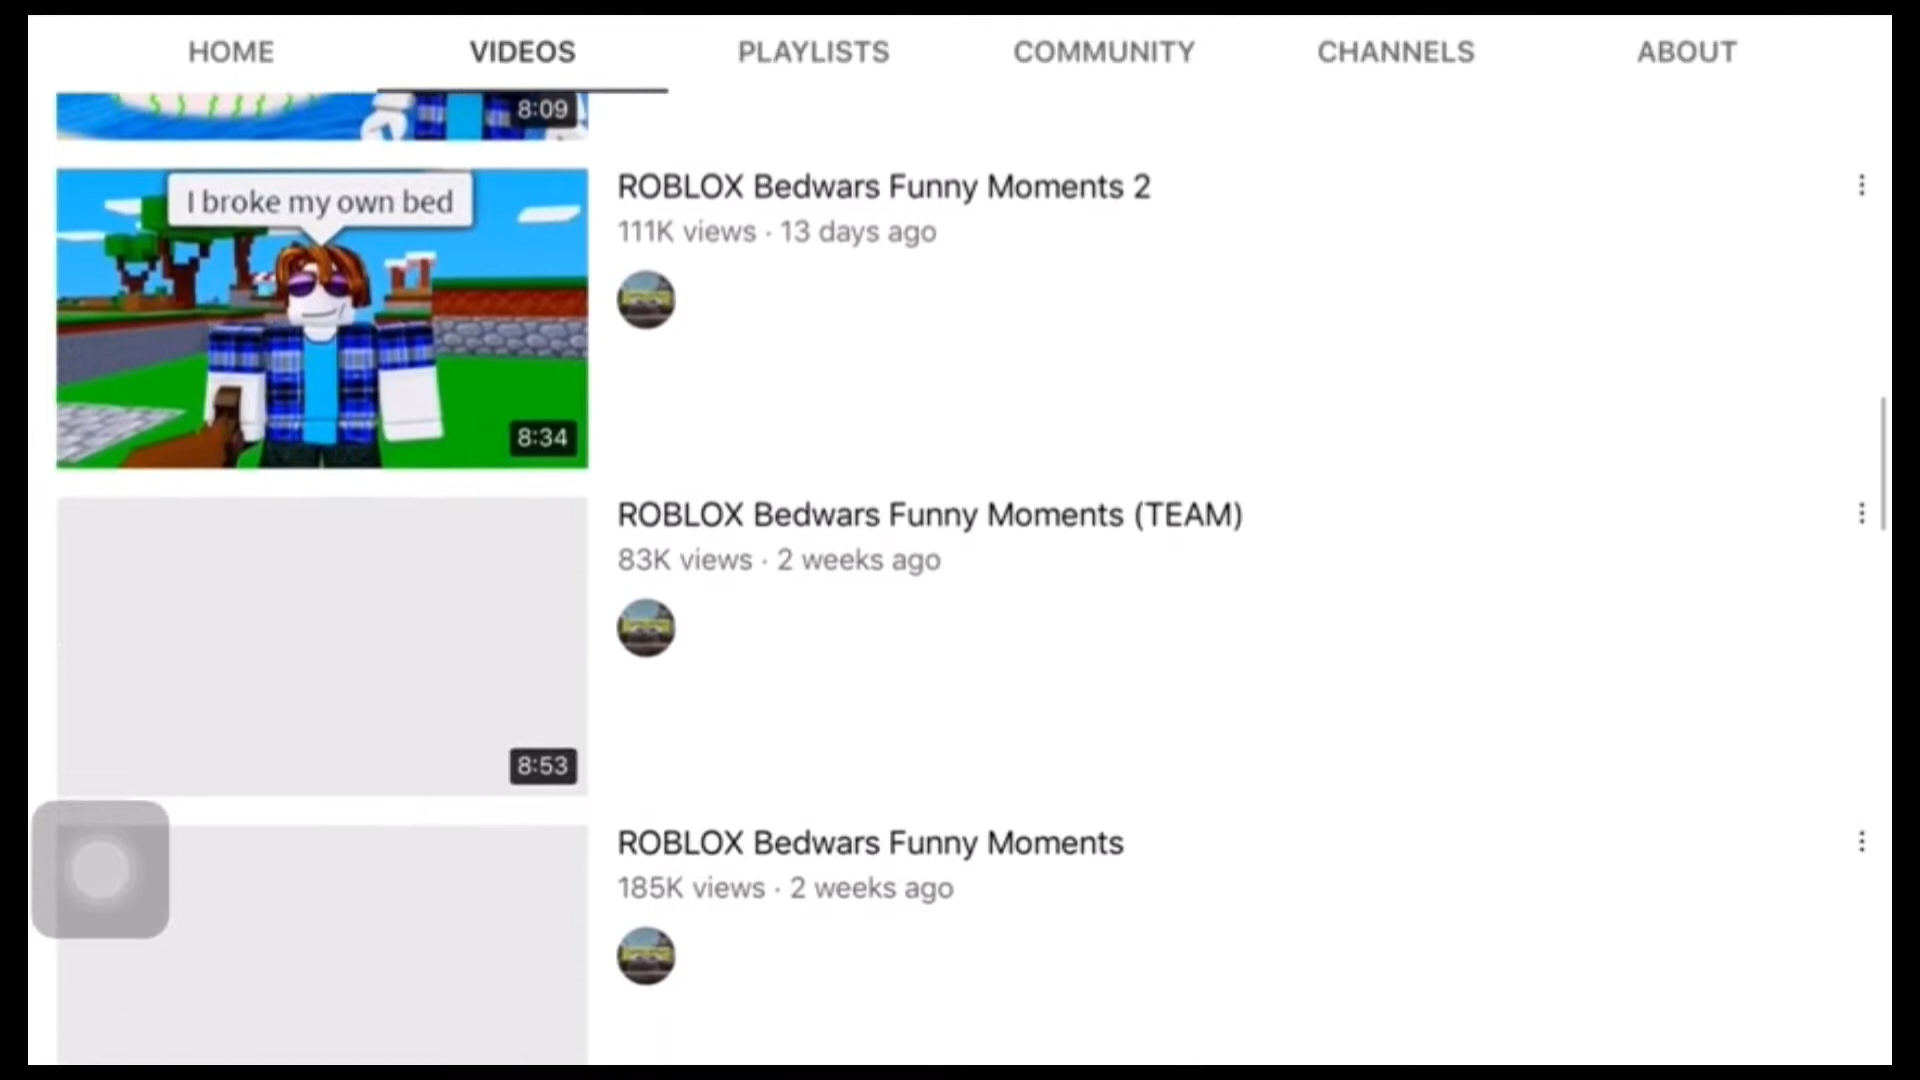 HOME VIDEOS PLAYLISTS COMMUNITY CHANNELS ABOUT
8:09
I broke my own bed
8:34
ROBLOX Bedwars Funny Moments 2
111K views · 13 days ago
8:53
ROBLOX Bedwars Funny Moments (TEAM)
83K views · 2 weeks ago
ROBLOX Bedwars Funny Moments
185K views · 2 weeks ago